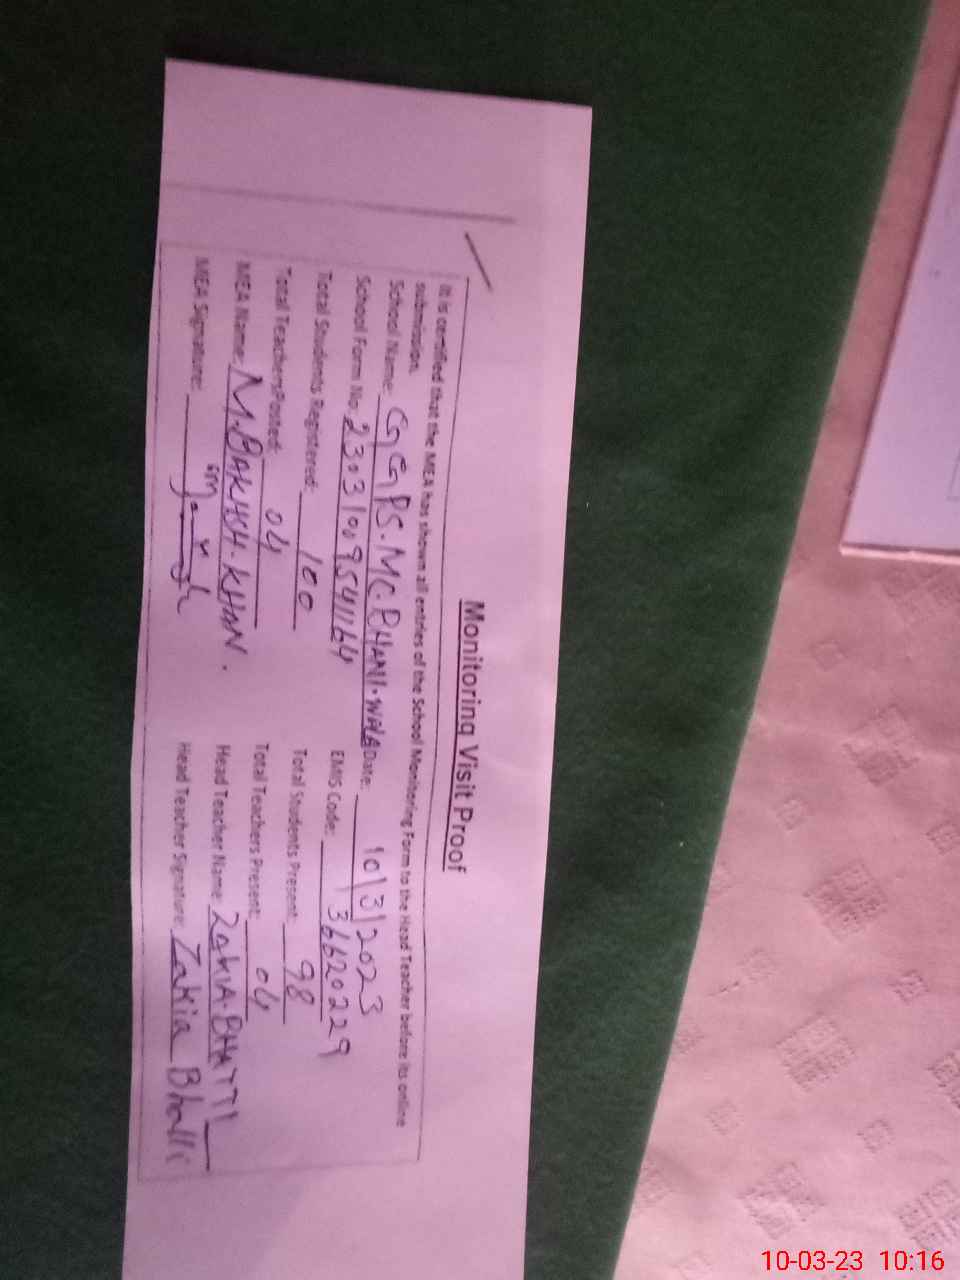 Monitoring Visit Proof
It is certified that the MEA has shown all entries of the School Monitoring Form to the Head Teacher before its online
submission.
School Name: GGPS. MC. BHANI. WALA Date: 10/3/2023
School Form No: 23031009541164 EMIS Code: 36620229
Total Students Registered: 100 Total Students Present: 98
Total Teachers Posted: 04 Total Teachers Present: 04
MEA Name: M. BAKHSH. KHAN. Head Teacher Name: ZAKIA. BHATTI
MEA Signature: Head Teacher Signature: Zakia Bhatti
10-03-23 10:16